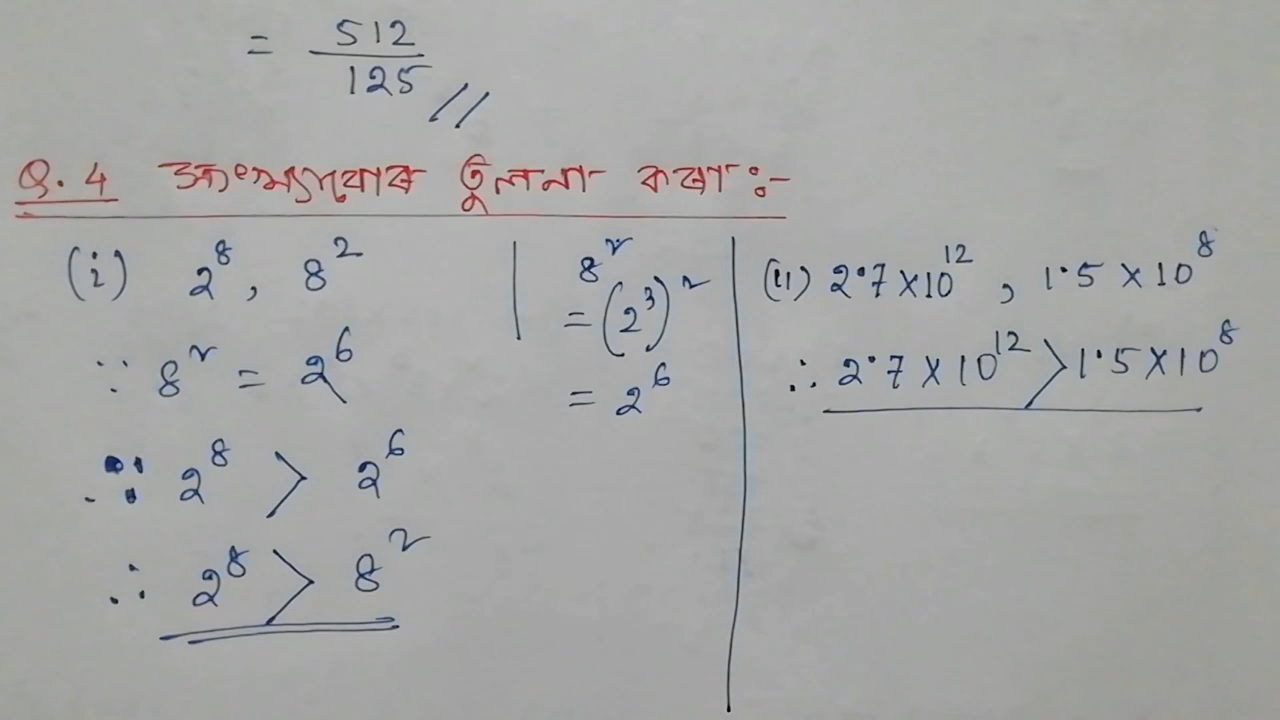 = 512/125 //
Q.4 সংখ্যাবোৰ তুলনা কৰা :-
(i) 2⁸, 8²
∵ 8² = 2⁶
∴ 2⁸ > 2⁶
∴ 2⁸ > 8²
8²
= (2³)²
= 2⁶
(ii) 2.7 × 10¹², 1.5 × 10⁸
∴ 2.7 × 10¹² > 1.5 × 10⁸